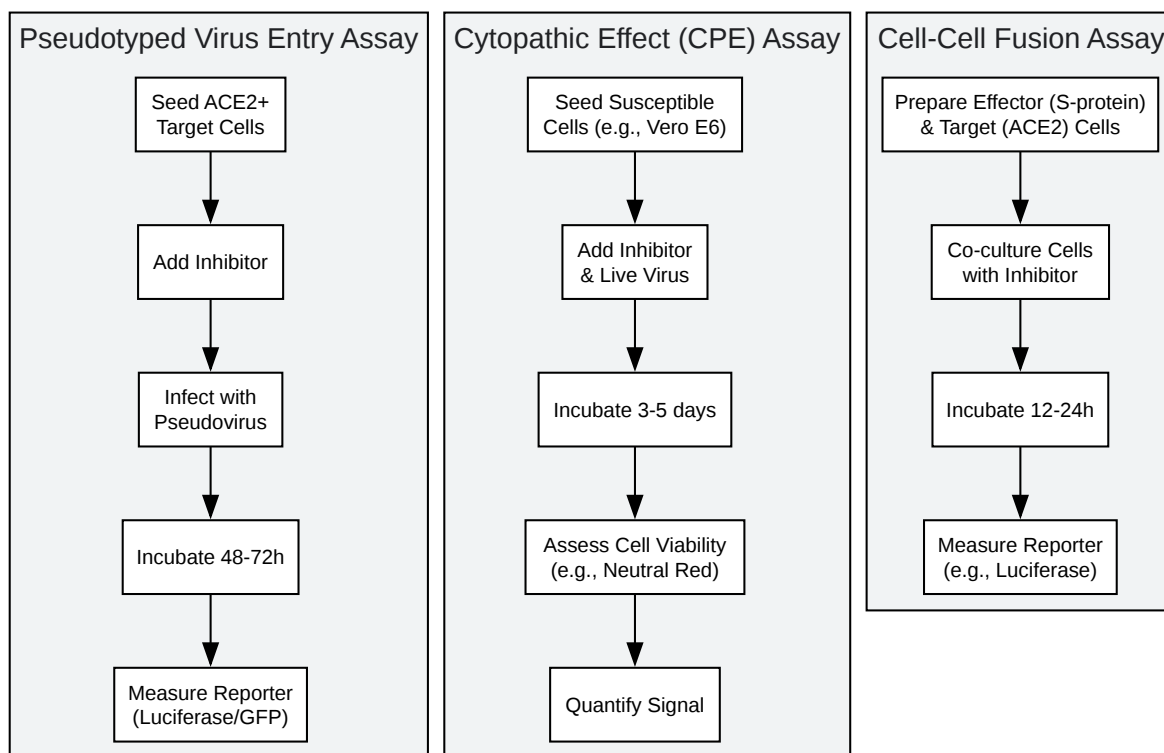 Pseudotyped Virus Entry Assay
Seed ACE2+
Target Cells
Add Inhibitor
Infect with
Pseudovirus
Incubate 48-72h
Measure Reporter
(Luciferase/GFP)
Cytopathic Effect (CPE) Assay
Seed Susceptible
Cells (e.g., Vero E6)
Add Inhibitor
& Live Virus
Incubate 3-5 days
Assess Cell Viability
(e.g., Neutral Red)
Quantify Signal
Cell-Cell Fusion Assay
Prepare Effector (S-protein)
& Target (ACE2) Cells
Co-culture Cells
with Inhibitor
Incubate 12-24h
Measure Reporter
(e.g., Luciferase)